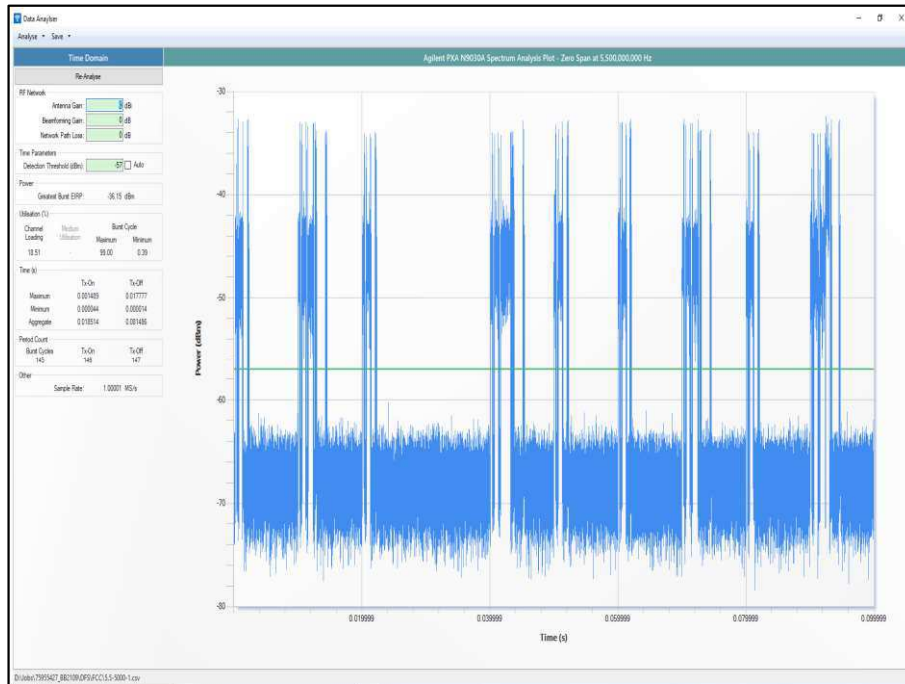 Data Anaylser
Analyse Save
Time Domain
Re-Analyse
RF Network
Antenna Gain: dBi
Beamforming Gain: 0 dB
Network Path Loss: 0 dB
Time Parameters
Detection Threshold (dBm): -57 Auto
Power
Greatest Burst EIRP: -36.15 dBm
Utilisation (%)
Channel Loading Medium Utilisation Burst Cycle
Maximum Minimum
18.51 - 99.00 0.39
Time (s)
Tx-On Tx-Off
Maximum 0.001489 0.017777
Minimum 0.000044 0.000014
Aggregate 0.018514 0.001486
Period Count
Burst Cycles Tx-On Tx-Off
145 146 147
Other
Sample Rate: 1.00001 MS/s
Agilent PXA N9030A Spectrum Analysis Plot - Zero Span at 5,500,000,000 Hz
-30
-40
-50
-60
-70
-80
Power (dBm)
0.019999 0.039999 0.059999 0.079999 0.099999
Time (s)